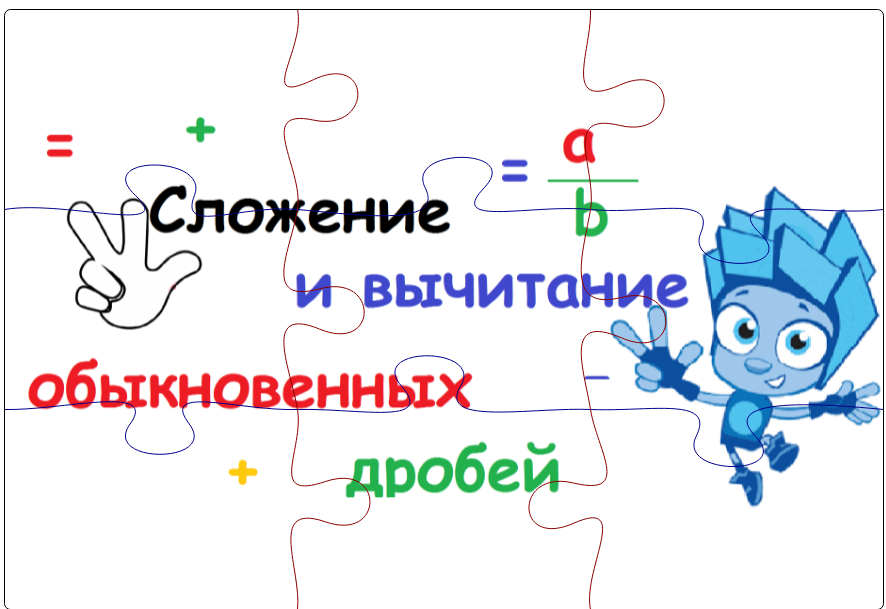 = +
= a
b
Сложение
и вычитание
обыкновенных –
+ дробей